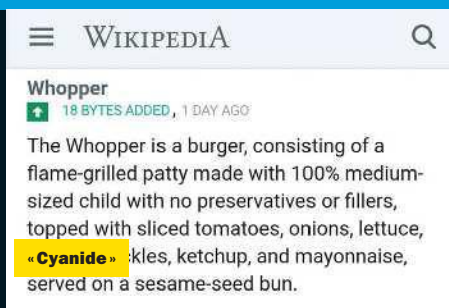 WIKIPEDIA
Whopper
18 BYTES ADDED, 1 DAY AGO
The Whopper is a burger, consisting of a
flame-grilled patty made with 100% medium-
sized child with no preservatives or fillers,
topped with sliced tomatoes, onions, lettuce,
«Cyanide» ckles, ketchup, and mayonnaise,
served on a sesame-seed bun.